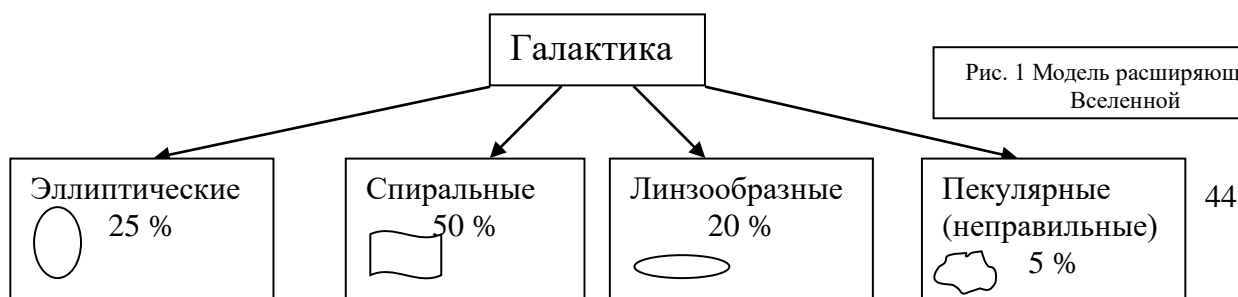 Галактика
Рис. 1 Модель расширяющ
Вселенной
Эллиптические
25 %
Спиральные
50 %
Линзообразные
20 %
Пекулярные
(неправильные)
5 %
44